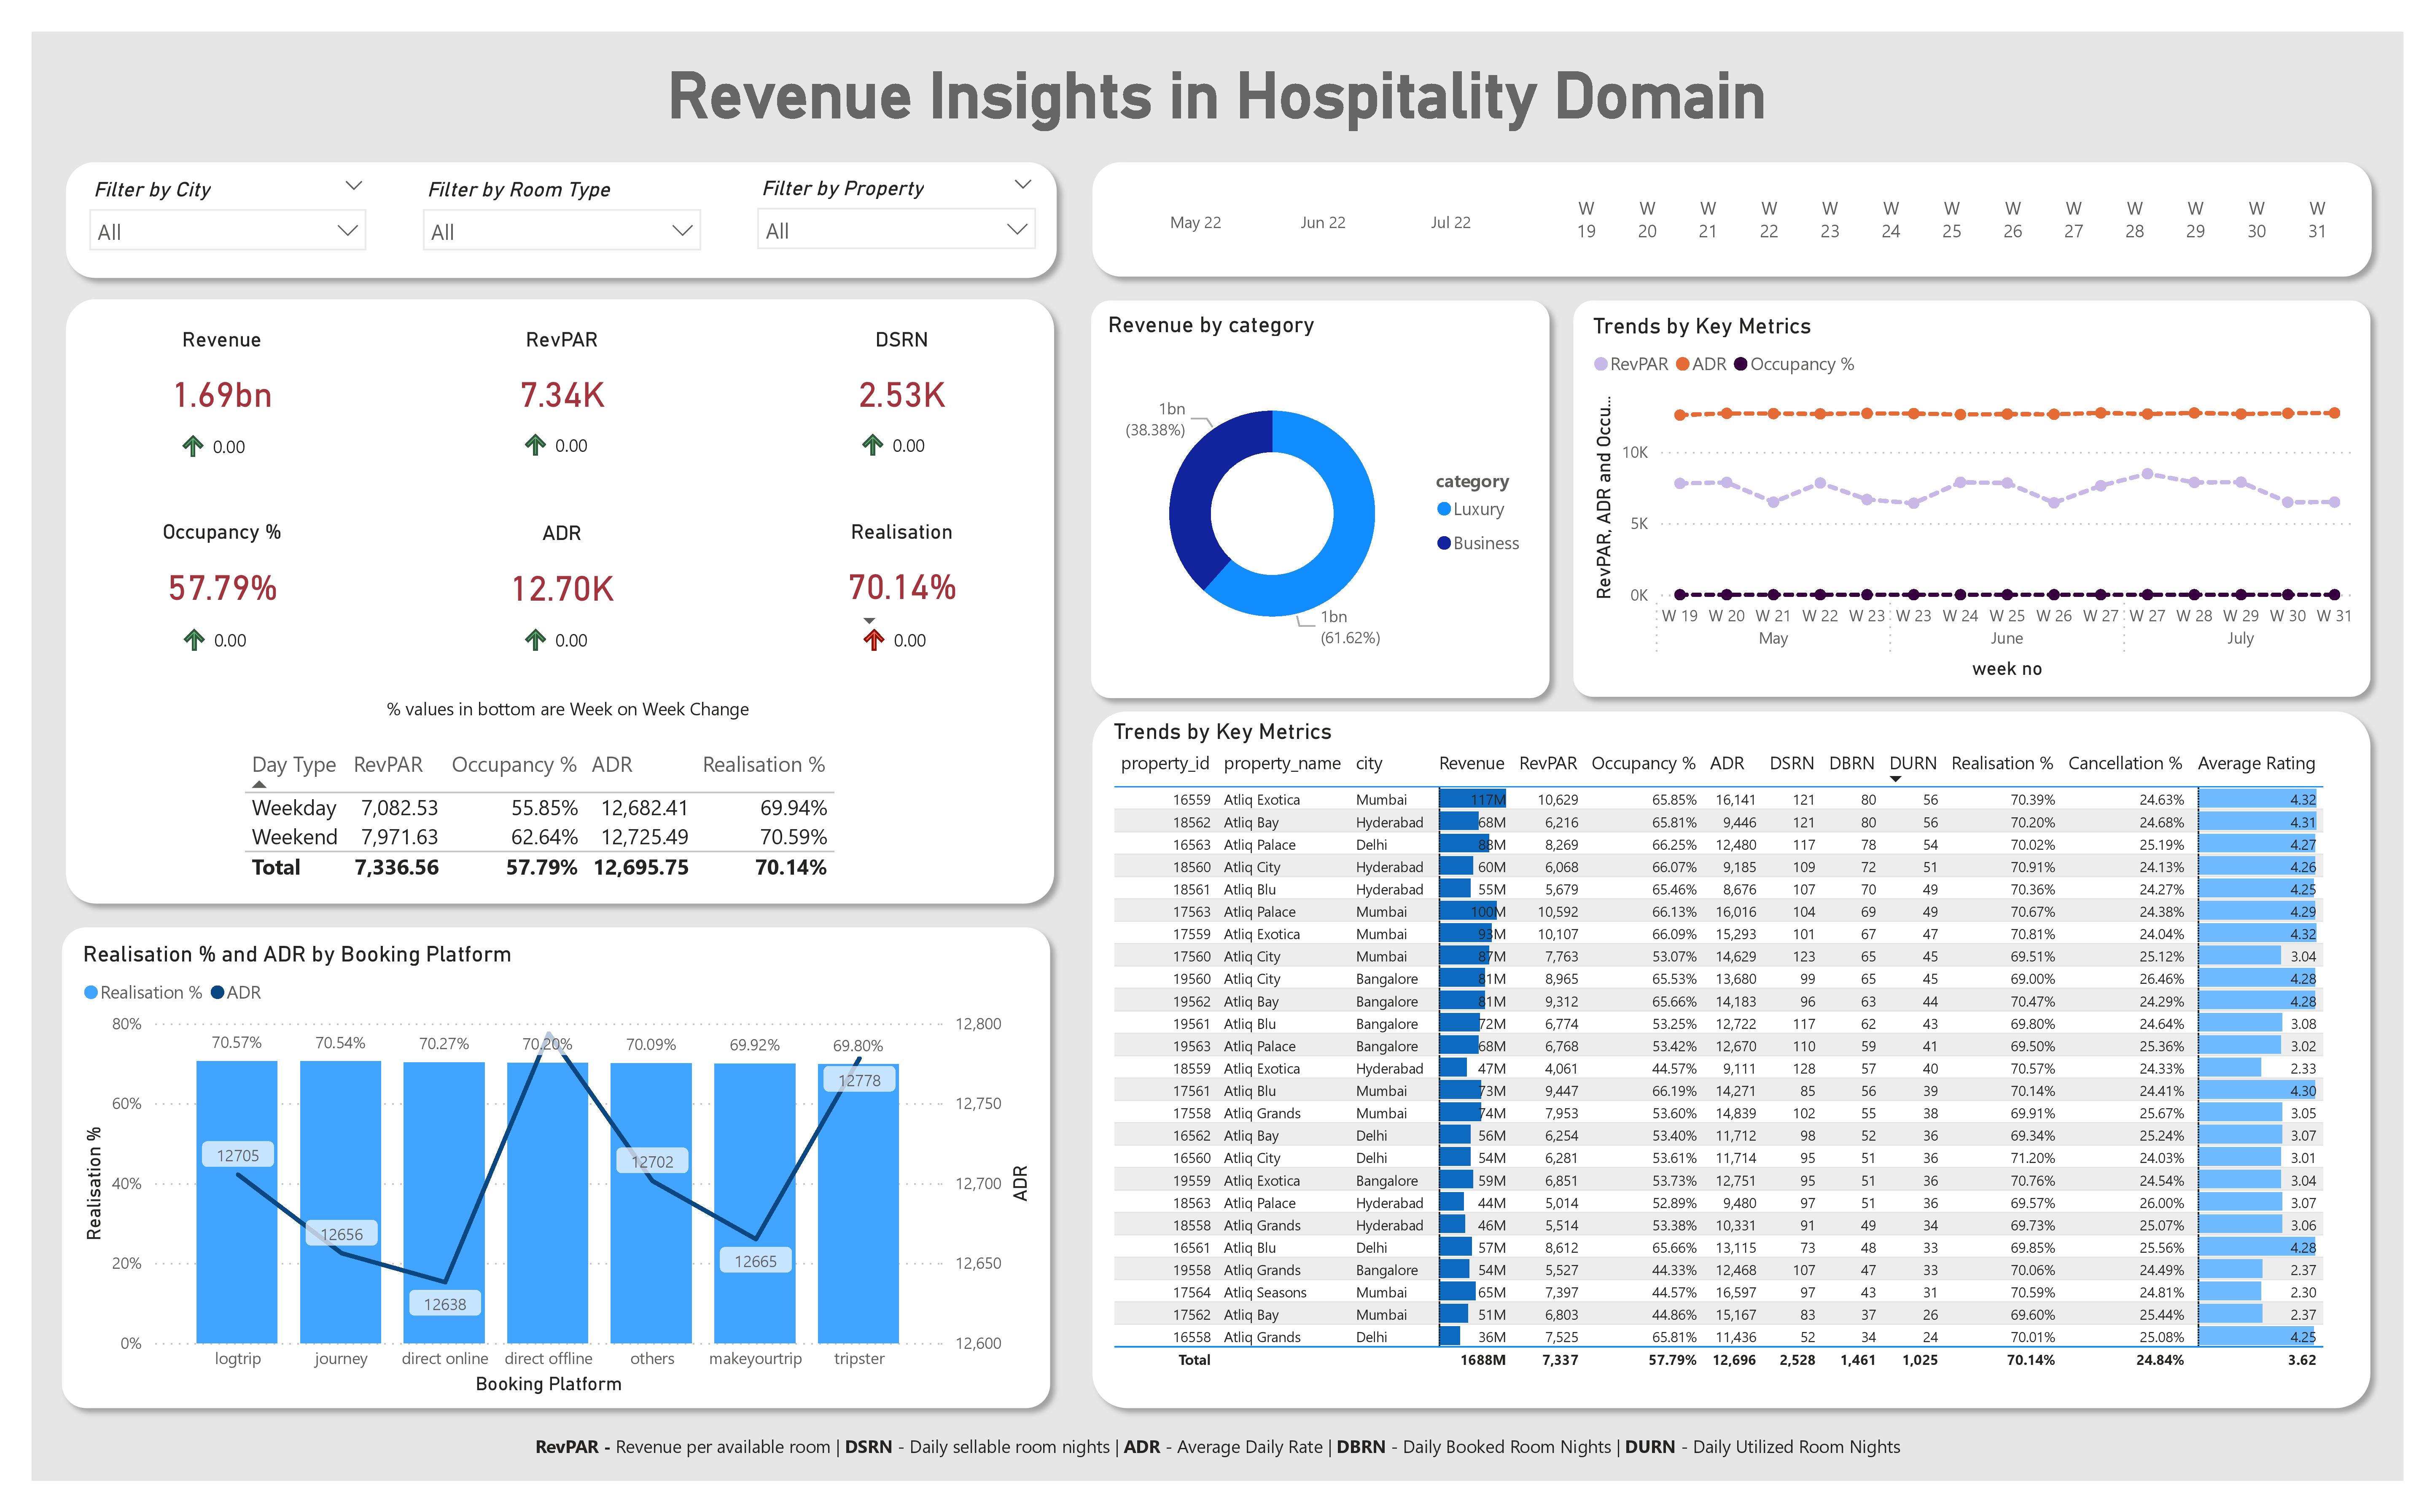 Revenue Insights in Hospitality Domain
Filter by City
All
Filter by Room Type
All
Filter by Property
All
May 22 Jun 22 Jul 22
W 19 W 20 W 21 W 22 W 23 W 24 W 25 W 26 W 27 W 28 W 29 W 30 W 31
Revenue RevPAR DSRN
1.69bn 7.34K 2.53K
0.00 0.00 0.00
Occupancy % ADR Realisation
57.79% 12.70K 70.14%
0.00 0.00 0.00
% values in bottom are Week on Week Change
Day Type RevPAR Occupancy % ADR Realisation %
Weekday 7,082.53 55.85% 12,682.41 69.94%
Weekend 7,971.63 62.64% 12,725.49 70.59%
Total 7,336.56 57.79% 12,695.75 70.14%
Revenue by category
1bn
(38.38%)
1bn
(61.62%)
category
Luxury
Business
Trends by Key Metrics
RevPAR ADR Occupancy %
RevPAR, ADR and Occu...
10K
5K
0K
W 19 W 20 W 21 W 22 W 23 W 23 W 24 W 25 W 26 W 27 W 27 W 28 W 29 W 30 W 31
May June July
week no
Realisation % and ADR by Booking Platform
Realisation % ADR
Realisation %
80%
60%
40%
20%
0%
70.57% 70.54% 70.27% 70.20% 70.09% 69.92% 69.80%
12705 12656 12638 12702 12665 12778
12,800
12,750
12,700
12,650
12,600
ADR
logtrip journey direct online direct offline others makeyourtrip tripster
Booking Platform
Trends by Key Metrics
property_id property_name city Revenue RevPAR Occupancy % ADR DSRN DBRN DURN Realisation % Cancellation % Average Rating
16559 Atliq Exotica Mumbai 117M 10,629 65.85% 16,141 121 80 56 70.39% 24.63% 4.32
18562 Atliq Bay Hyderabad 68M 6,216 65.81% 9,446 121 80 56 70.20% 24.68% 4.31
16563 Atliq Palace Delhi 88M 8,269 66.25% 12,480 117 78 54 70.02% 25.19% 4.27
18560 Atliq City Hyderabad 60M 6,068 66.07% 9,185 109 72 51 70.91% 24.13% 4.26
18561 Atliq Blu Hyderabad 55M 5,679 65.46% 8,676 107 70 49 70.36% 24.27% 4.25
17563 Atliq Palace Mumbai 100M 10,592 66.13% 16,016 104 69 49 70.67% 24.38% 4.29
17559 Atliq Exotica Mumbai 93M 10,107 66.09% 15,293 101 67 47 70.81% 24.04% 4.32
17560 Atliq City Mumbai 87M 7,763 53.07% 14,629 123 65 45 69.51% 25.12% 3.04
19560 Atliq City Bangalore 81M 8,965 65.53% 13,680 99 65 45 69.00% 26.46% 4.28
19562 Atliq Bay Bangalore 81M 9,312 65.66% 14,183 96 63 44 70.47% 24.29% 4.28
19561 Atliq Blu Bangalore 72M 6,774 53.25% 12,722 117 62 43 69.80% 24.64% 3.08
19563 Atliq Palace Bangalore 68M 6,768 53.42% 12,670 110 59 41 69.50% 25.36% 3.02
18559 Atliq Exotica Hyderabad 47M 4,061 44.57% 9,111 128 57 40 70.57% 24.33% 2.33
17561 Atliq Blu Mumbai 73M 9,447 66.19% 14,271 85 56 39 70.14% 24.41% 4.30
17558 Atliq Grands Mumbai 74M 7,953 53.60% 14,839 102 55 38 69.91% 25.67% 3.05
16562 Atliq Bay Delhi 56M 6,254 53.40% 11,712 98 52 36 69.34% 25.24% 3.07
16560 Atliq City Delhi 54M 6,281 53.61% 11,714 95 51 36 71.20% 24.03% 3.01
19559 Atliq Exotica Bangalore 59M 6,851 53.73% 12,751 95 51 36 70.76% 24.54% 3.04
18563 Atliq Palace Hyderabad 44M 5,014 52.89% 9,480 97 51 36 69.57% 26.00% 3.07
18558 Atliq Grands Hyderabad 46M 5,514 53.38% 10,331 91 49 34 69.73% 25.07% 3.06
16561 Atliq Blu Delhi 57M 8,612 65.66% 13,115 73 48 33 69.85% 25.56% 4.28
19558 Atliq Grands Bangalore 54M 5,527 44.33% 12,468 107 47 33 70.06% 24.49% 2.37
17564 Atliq Seasons Mumbai 65M 7,397 44.57% 16,597 97 43 31 70.59% 24.81% 2.30
17562 Atliq Bay Mumbai 51M 6,803 44.86% 15,167 83 37 26 69.60% 25.44% 2.37
16558 Atliq Grands Delhi 36M 7,525 65.81% 11,436 52 34 24 70.01% 25.08% 4.25
Total 1688M 7,337 57.79% 12,696 2,528 1,461 1,025 70.14% 24.84% 3.62
RevPAR - Revenue per available room | DSRN - Daily sellable room nights | ADR - Average Daily Rate | DBRN - Daily Booked Room Nights | DURN - Daily Utilized Room Nights